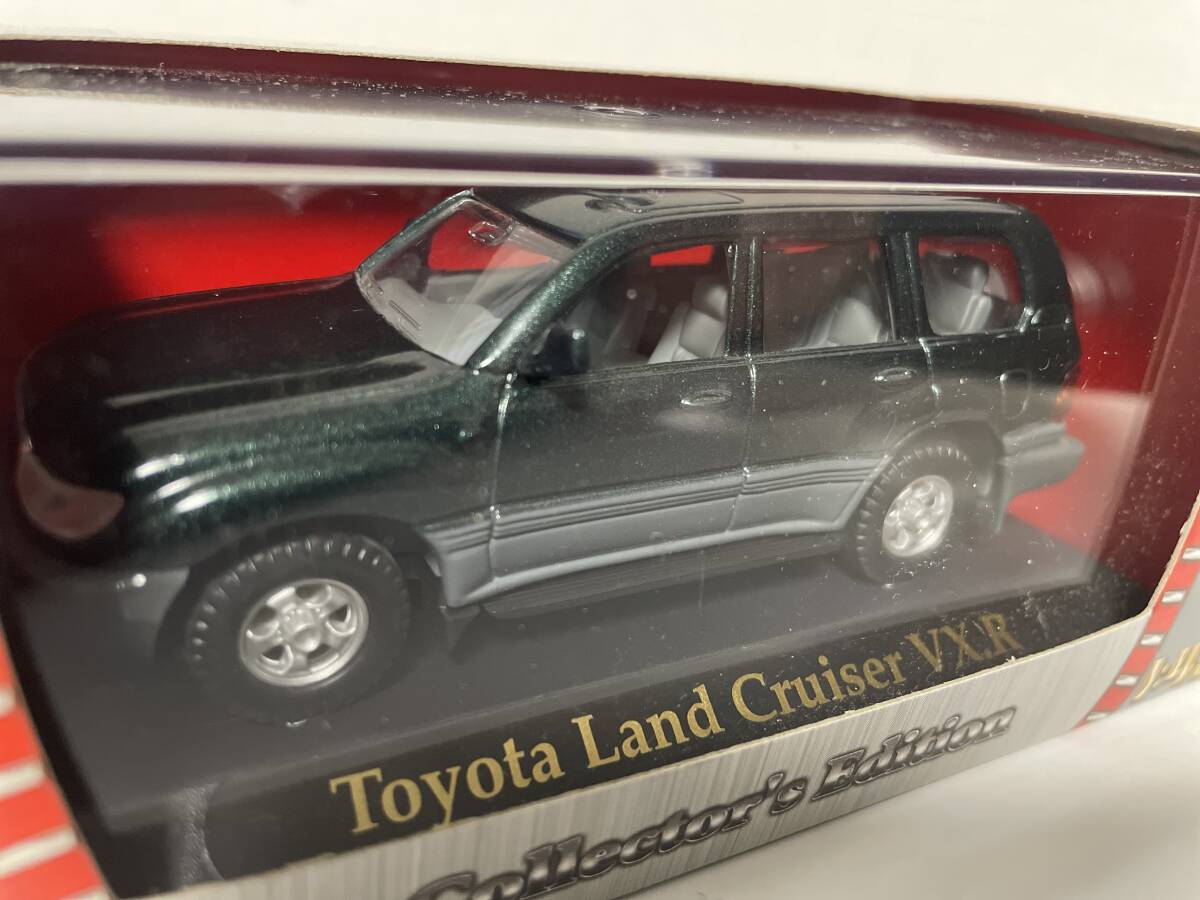 Toyota Land Cruiser VX.R
Collector's Edition